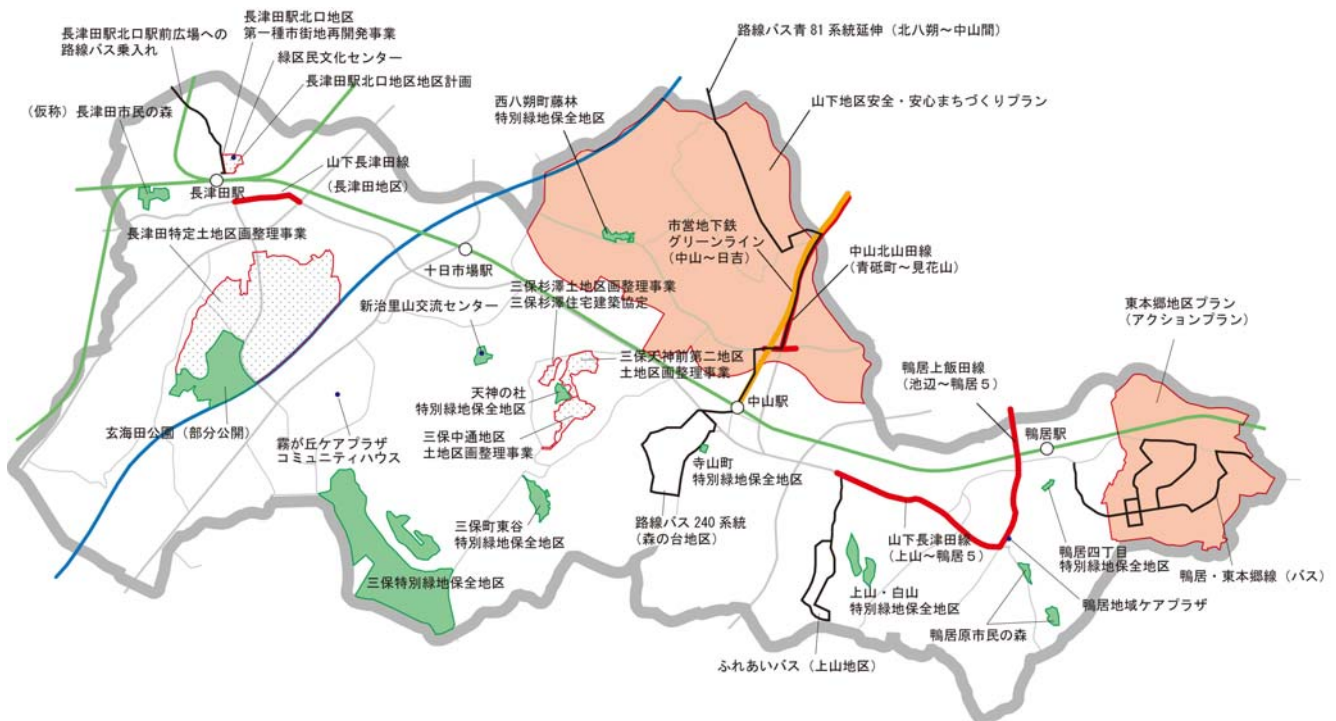 長津田駅北口駅前広場への
路線バス乗入れ
長津田駅北口地区
第一種市街地再開発事業
緑区民文化センター
長津田駅北口地区地区計画
(仮称)長津田市民の森
山下長津田線
(長津田地区)
長津田駅
長津田特定土地区画整理事業
玄海田公園(部分公開)
霧が丘ケアプラザ
コミュニティハウス
十日市場駅
新治里山交流センター
西八朔町藤林
特別緑地保全地区
路線バス青81系統延伸(北八朔～中山間)
山下地区安全・安心まちづくりプラン
市営地下鉄
グリーンライン
(中山～日吉)
中山北山田線
(青砥町～見花山)
三保杉澤土地区画整理事業
三保杉澤住宅建築協定
三保天神前第二地区
土地区画整理事業
天神の杜
特別緑地保全地区
三保中通地区
土地区画整理事業
三保町東谷
特別緑地保全地区
三保特別緑地保全地区
中山駅
寺山町
特別緑地保全地区
路線バス240系統
(森の台地区)
鴨居上飯田線
(池辺～鴨居5)
鴨居駅
東本郷地区プラン
(アクションプラン)
山下長津田線
(上山～鴨居5)
上山・白山
特別緑地保全地区
ふれあいバス(上山地区)
鴨居四丁目
特別緑地保全地区
鴨居・東本郷線(バス)
鴨居地域ケアプラザ
鴨居原市民の森